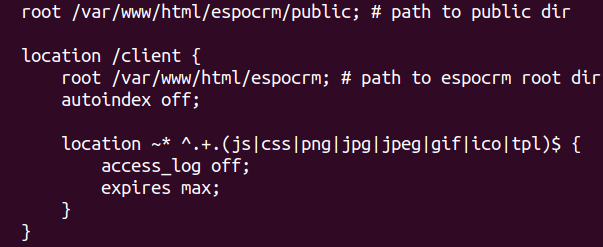 root /var/www/html/espocrm/public; # path to public dir
location /client {
root /var/www/html/espocrm; # path to espocrm root dir
autoindex off;
location ~* ^.+.(js|css|png|jpg|jpeg|gif|ico|tpl)$ {
access_log off;
expires max;
}
}